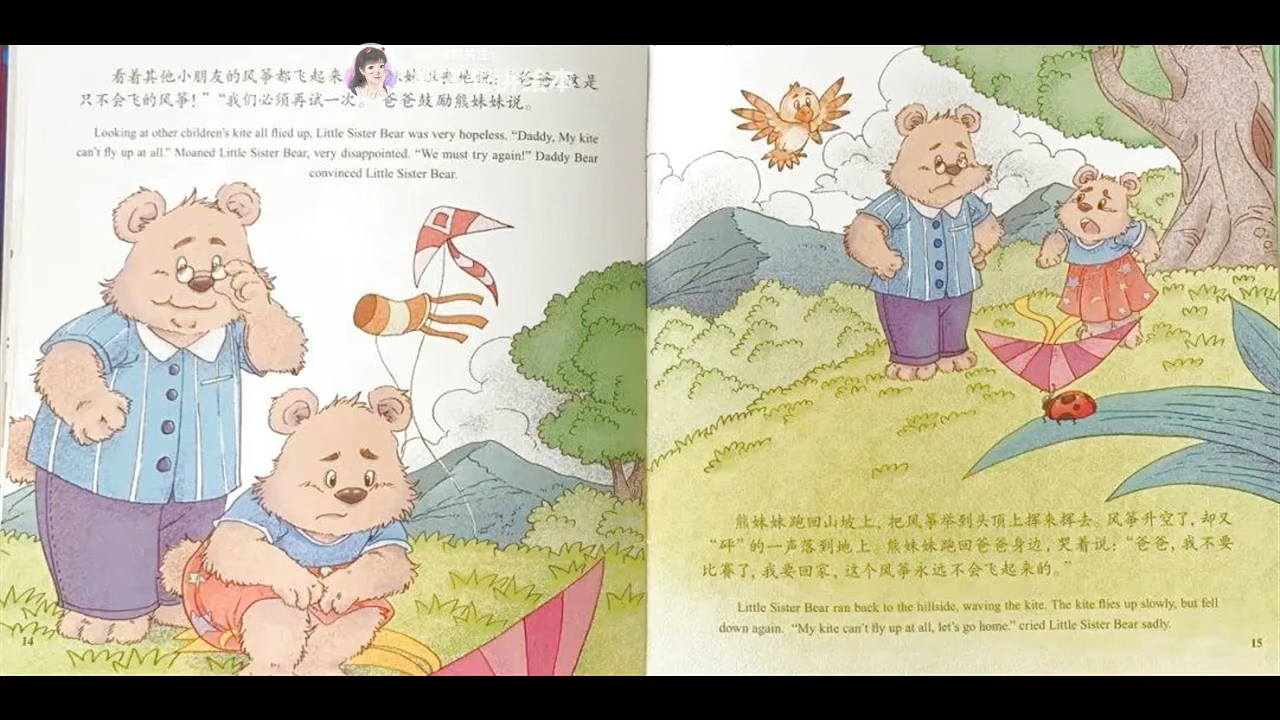 看着其他小朋友的风筝都飞起来
只不会飞的风筝！”“我们必须再试一次。”爸爸鼓励熊妹妹说。
Looking at other children's kite all flied up, Little Sister Bear was very hopeless. “Daddy, My kite
can't fly up at all.” Moaned Little Sister Bear, very disappointed. “We must try again!” Daddy Bear
convinced Little Sister Bear.
14
熊妹妹跑回山坡上，把风筝举到头顶上挥来挥去。风筝升空了，却又
“砰”的一声落到地上。熊妹妹跑回爸爸身边，哭着说：“爸爸，我不要
比赛了，我要回家，这个风筝永远不会飞起来的。”
Little Sister Bear ran back to the hillside, waving the kite. The kite flies up slowly, but fell
down again. “My kite can't fly up at all, let's go home.” cried Little Sister Bear sadly.
15